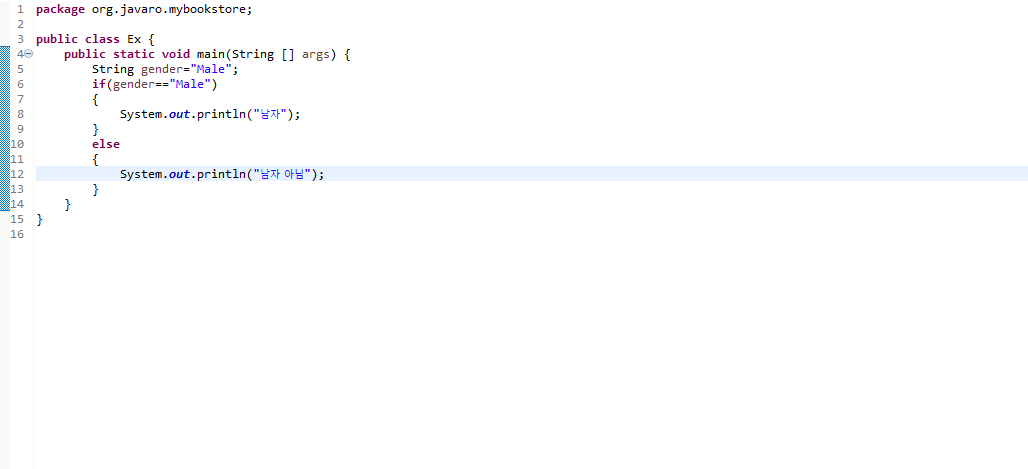 1 package org.javaro.mybookstore;
2
3 public class Ex {
4 public static void main(String [] args) {
5 String gender="Male";
6 if(gender=="Male")
7 {
8 System.out.println("남자");
9 }
10 else
11 {
12 System.out.println("남자 아님");
13 }
14 }
15 }
16